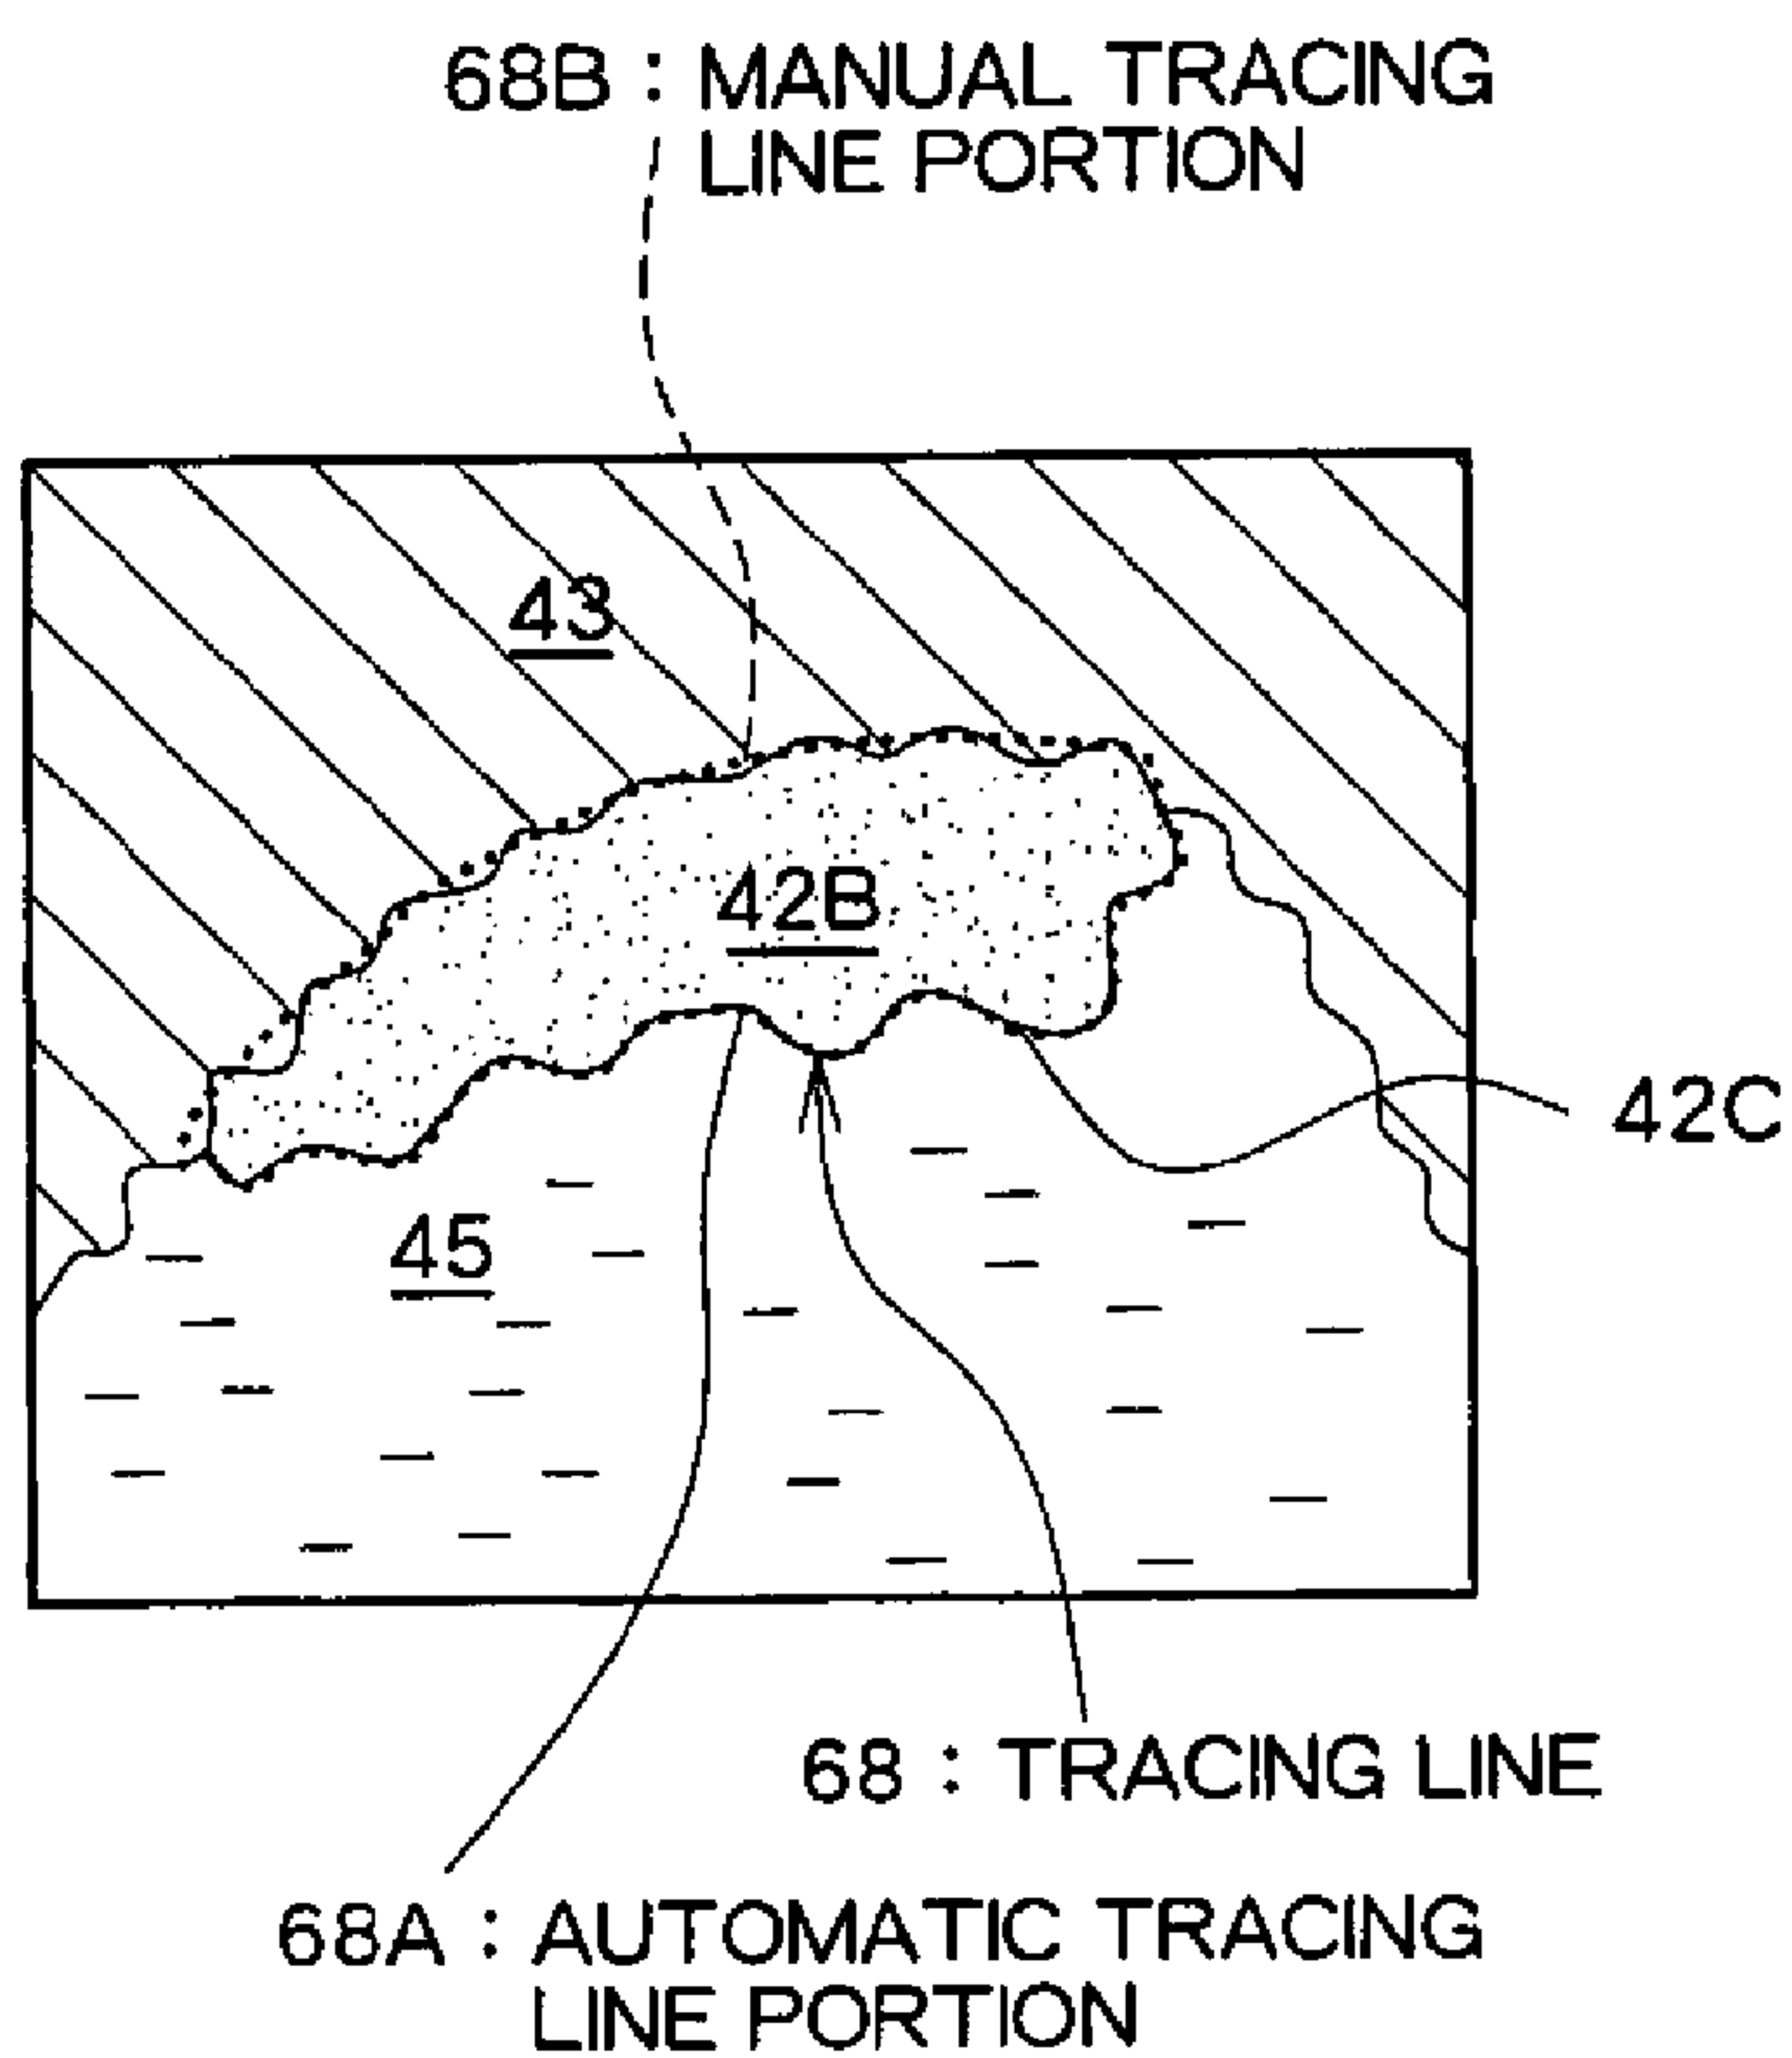 68B : MANUAL TRACING
LINE PORTION
43
42B
42C
45
68 : TRACING LINE
68A : AUTOMATIC TRACING
LINE PORTION